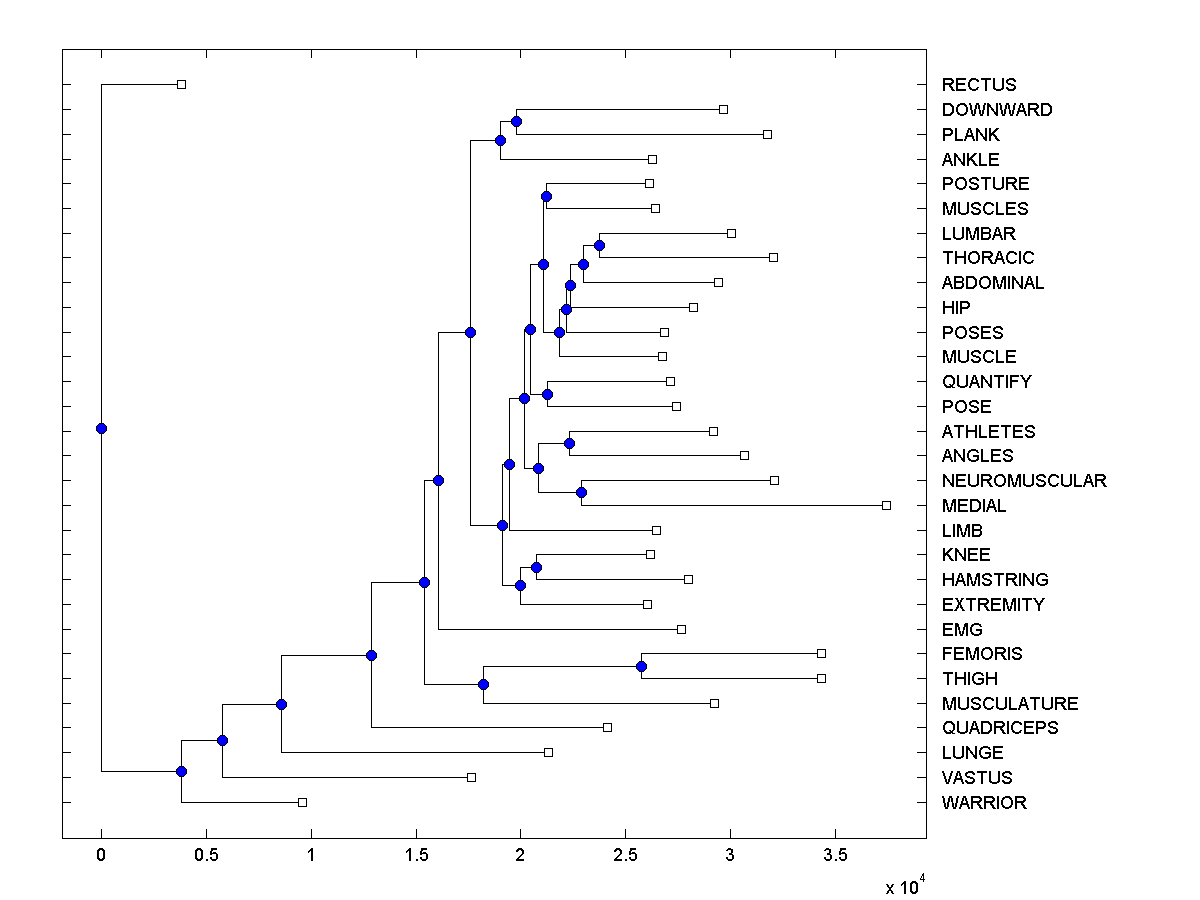 RECTUS
DOWNWARD
PLANK
ANKLE
POSTURE
MUSCLES
LUMBAR
THORACIC
ABDOMINAL
HIP
POSES
MUSCLE
QUANTIFY
POSE
ATHLETES
ANGLES
NEUROMUSCULAR
MEDIAL
LIMB
KNEE
HAMSTRING
EXTREMITY
EMG
FEMORIS
THIGH
MUSCULATURE
QUADRICEPS
LUNGE
VASTUS
WARRIOR
0 0.5 1 1.5 2 2.5 3 3.5
x 10^4